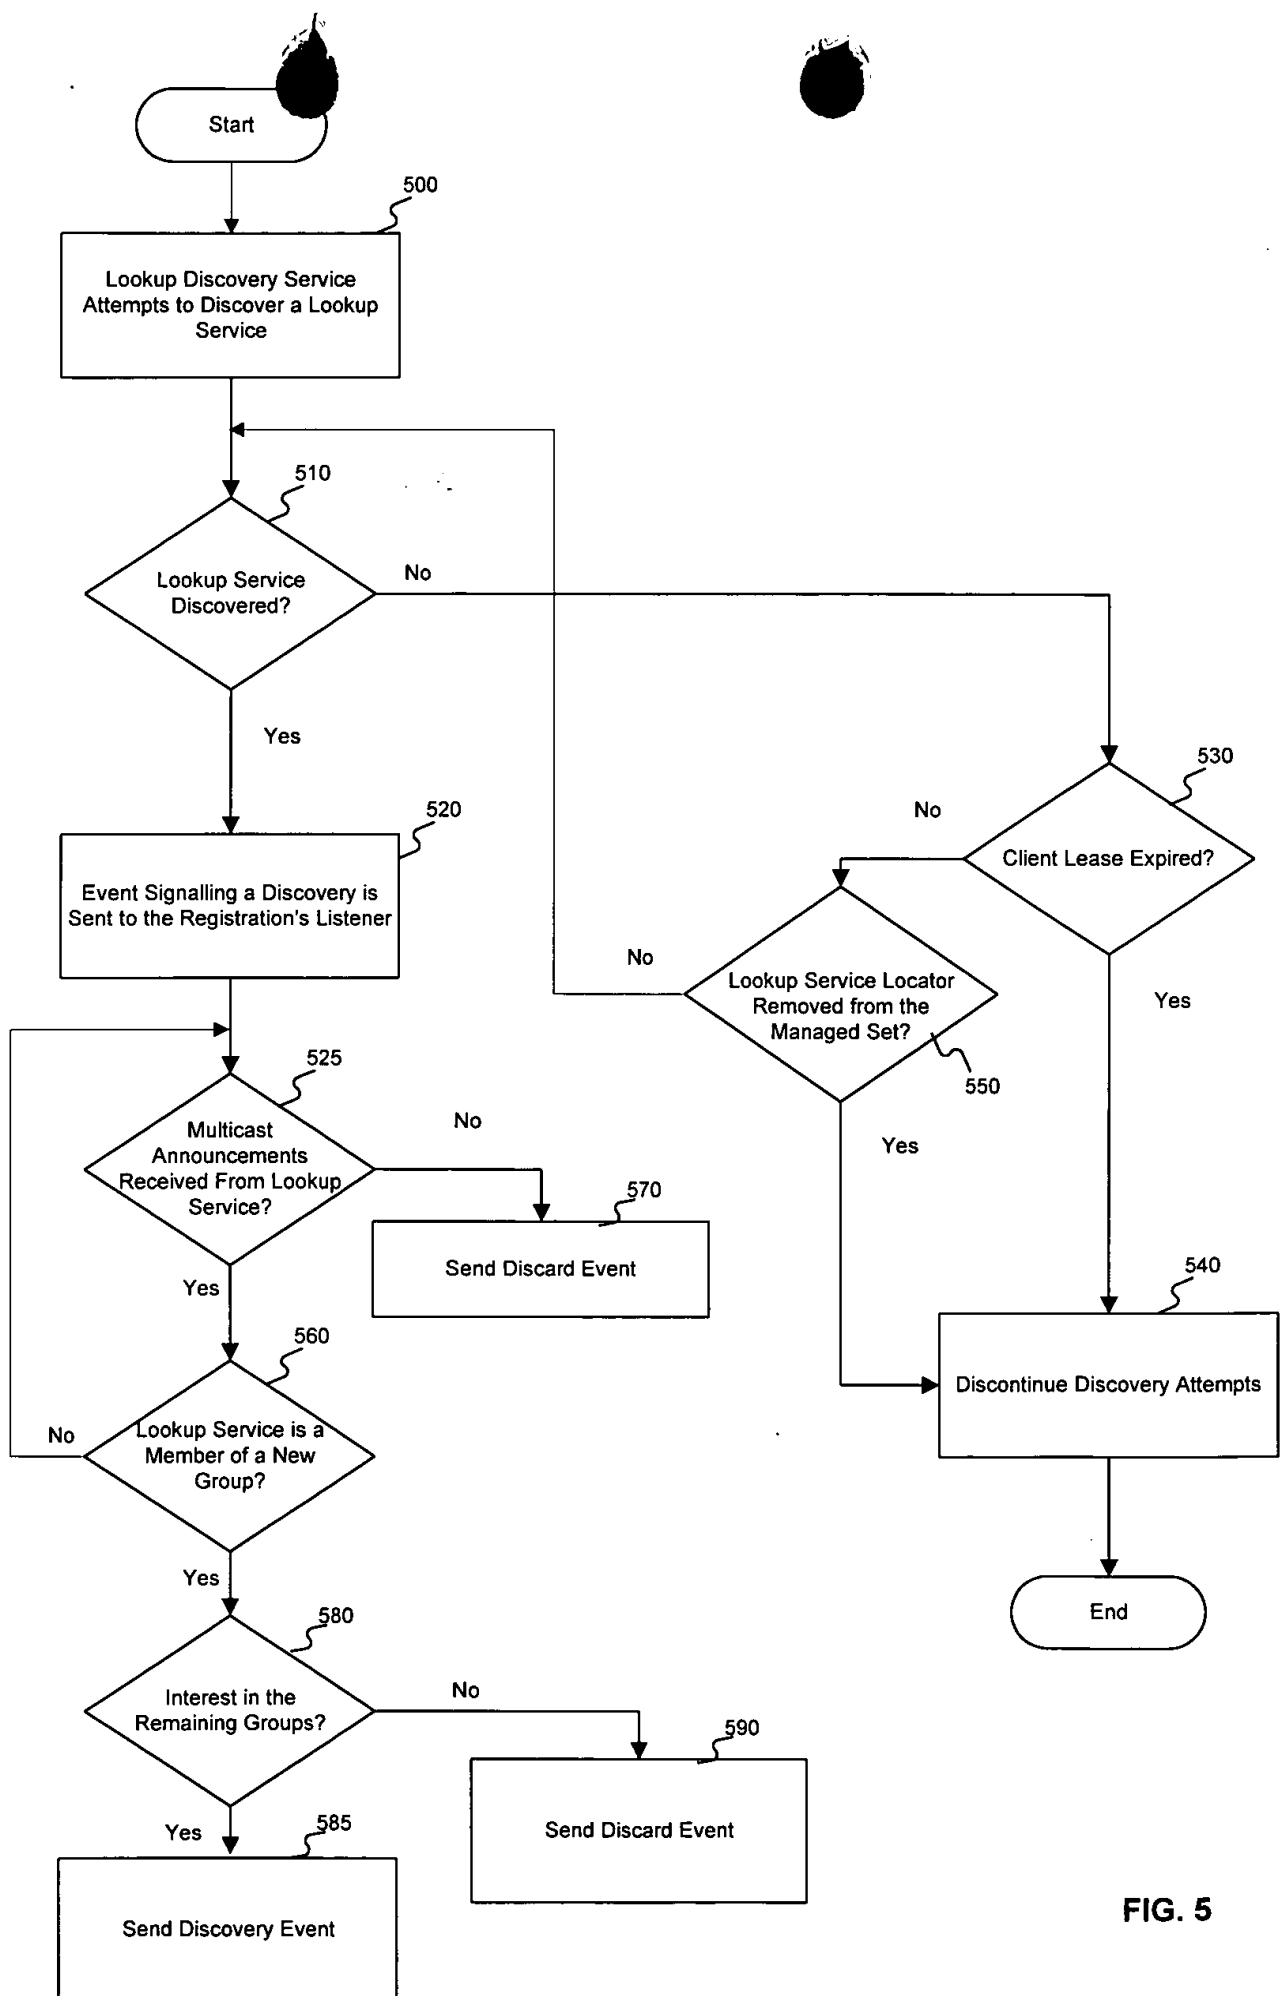 Start
500
Lookup Discovery Service
Attempts to Discover a Lookup
Service
510
Lookup Service
Discovered?
No
Yes
530
Client Lease Expired?
No
Yes
520
Event Signalling a Discovery is
Sent to the Registration's Listener
No
Lookup Service Locator
Removed from the
Managed Set?
550
Yes
525
Multicast
Announcements
Received From Lookup
Service?
No
570
Send Discard Event
Yes
540
Discontinue Discovery Attempts
560
Lookup Service is a
Member of a New
Group?
No
Yes
End
580
Interest in the
Remaining Groups?
No
590
Send Discard Event
Yes
585
Send Discovery Event
FIG. 5